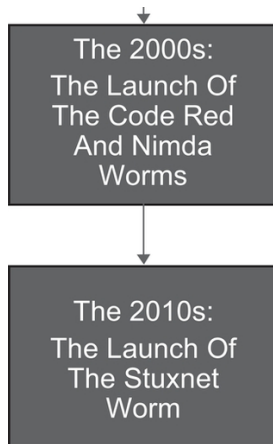 The 2000s:
The Launch Of
The Code Red
And Nimda
Worms
The 2010s:
The Launch Of
The Stuxnet
Worm